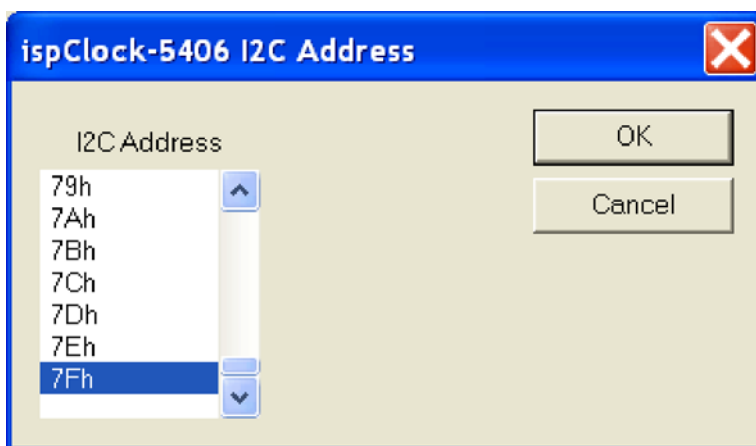 ispClock-5406 I2C Address
I2C Address
79h
7Ah
7Bh
7Ch
7Dh
7Eh
7Fh
OK
Cancel